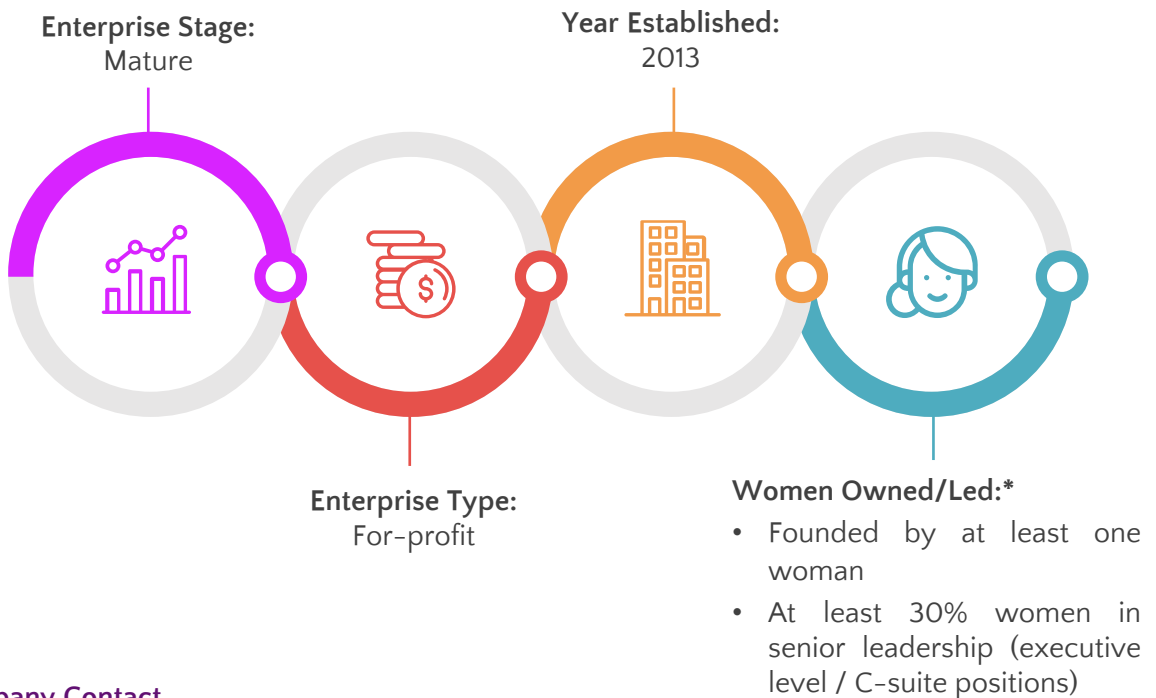 Enterprise Stage:
Mature
Year Established:
2013
$
Enterprise Type:
For-profit
Women Owned/Led:*
• Founded by at least one
woman
• At least 30% women in
senior leadership (executive
level / C-suite positions)
Contact